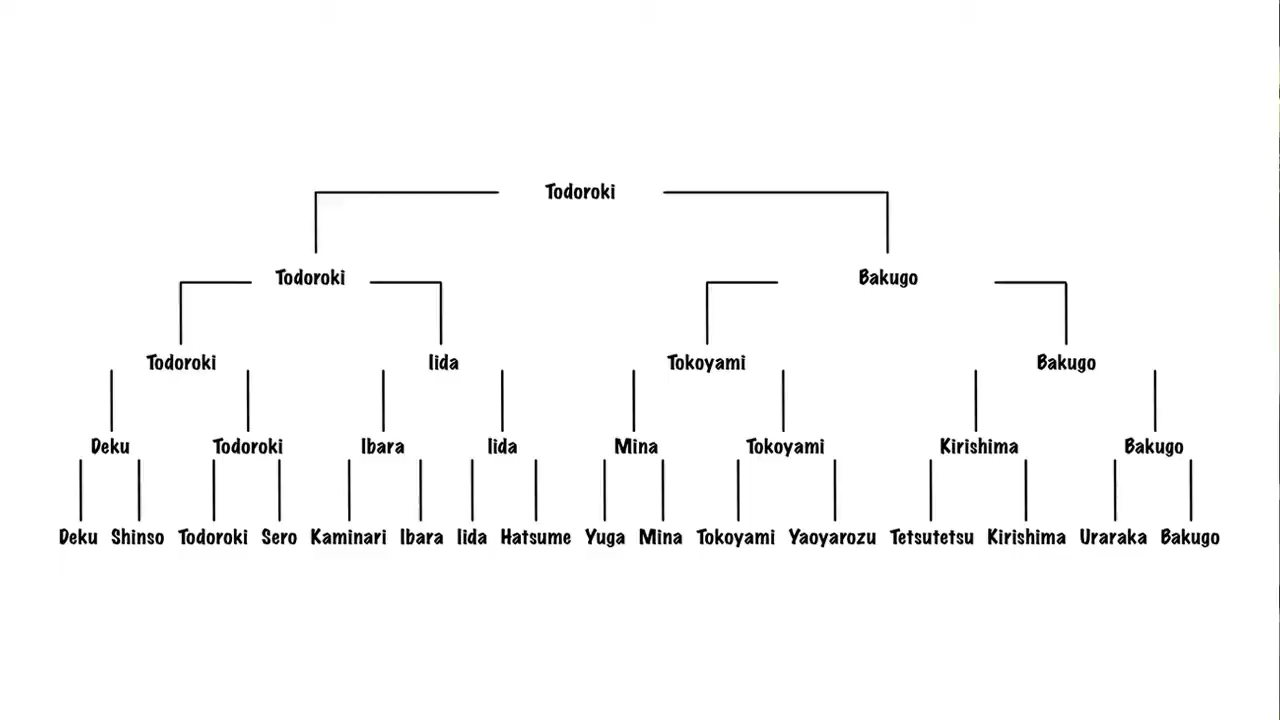 Todoroki
Todoroki Bakugo
Todoroki Iida Tokoyami Bakugo
Deku Todoroki Ibara Iida Mina Tokoyami Kirishima Bakugo
Deku Shinso Todoroki Sero Kaminari Ibara Iida Hatsume Yuga Mina Tokoyami Yaoyarozu Tetsutetsu Kirishima Uraraka Bakugo